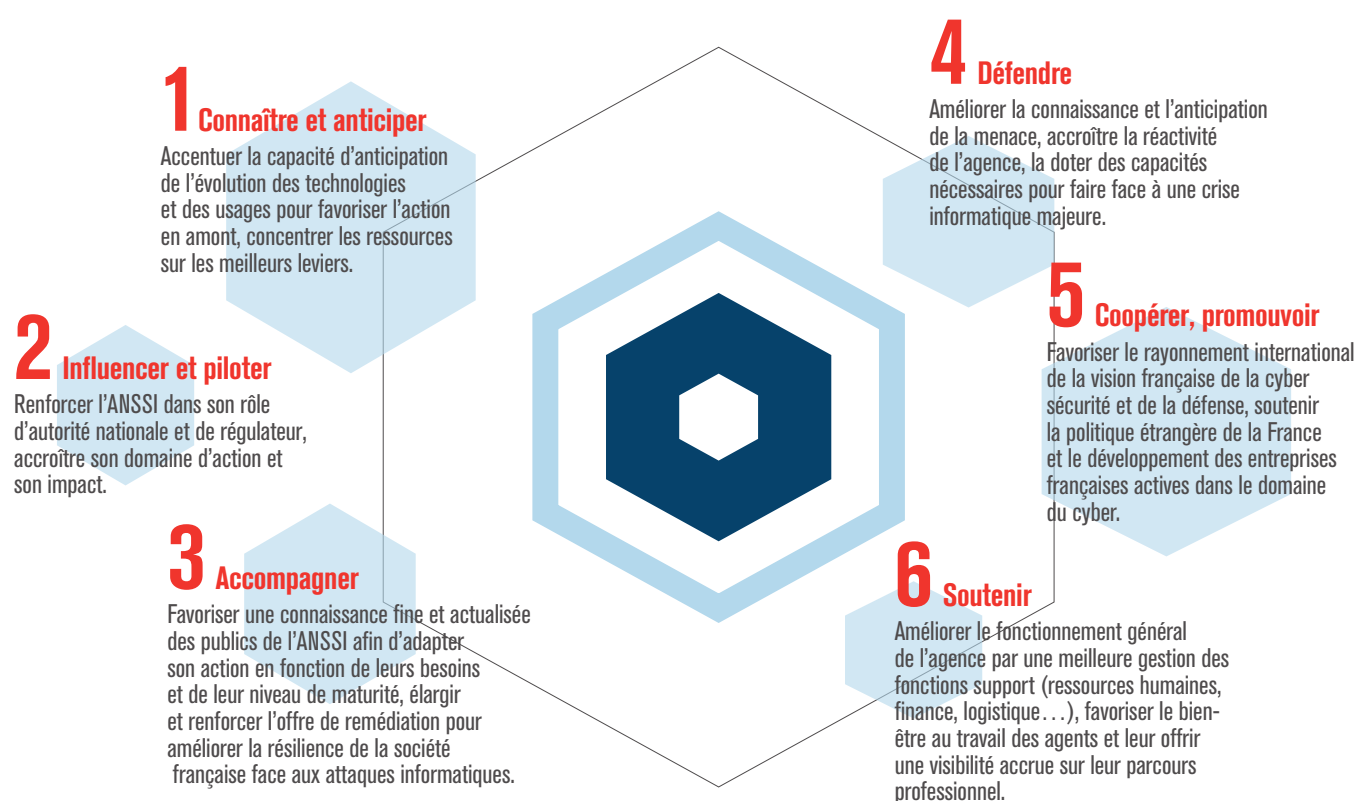 1 Connaître et anticiper
Accentuer la capacité d'anticipation
de l'évolution des technologies
et des usages pour favoriser l'action
en amont, concentrer les ressources
sur les meilleurs leviers.
2 Influencer et piloter
Renforcer l'ANSSI dans son rôle
d'autorité nationale et de régulateur,
accroître son domaine d'action et
son impact.
3 Accompagner
Favoriser une connaissance fine et actualisée
des publics de l'ANSSI afin d'adapter
son action en fonction de leurs besoins
et de leur niveau de maturité, élargir
et renforcer l'offre de remédiation pour
améliorer la résilience de la société
française face aux attaques informatiques.
4 Défendre
Améliorer la connaissance et l'anticipation
de la menace, accroître la réactivité
de l'agence, la doter des capacités
nécessaires pour faire face à une crise
informatique majeure.
5 Coopérer, promouvoir
Favoriser le rayonnement international
de la vision française de la cyber
sécurité et de la défense, soutenir
la politique étrangère de la France
et le développement des entreprises
françaises actives dans le domaine
du cyber.
6 Soutenir
Améliorer le fonctionnement général
de l'agence par une meilleure gestion des
fonctions support (ressources humaines,
finance, logistique...), favoriser le bien-
être au travail des agents et leur offrir
une visibilité accrue sur leur parcours
professionnel.